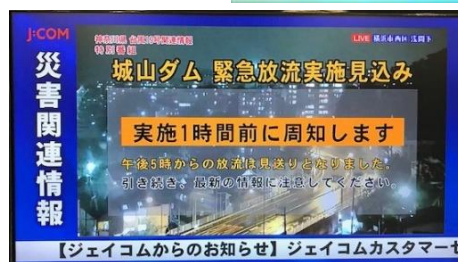 J:COM
災害関連情報
神奈川県 台風19号関連情報
特別番組
LIVE 横浜市西区浅間下
城山ダム 緊急放流実施見込み
実施1時間前に周知します
午後5時からの放流は見送りとなりました。
引き続き、最新の情報に注意してください。
【ジェイコムからのお知らせ】ジェイコムカスタマーセ